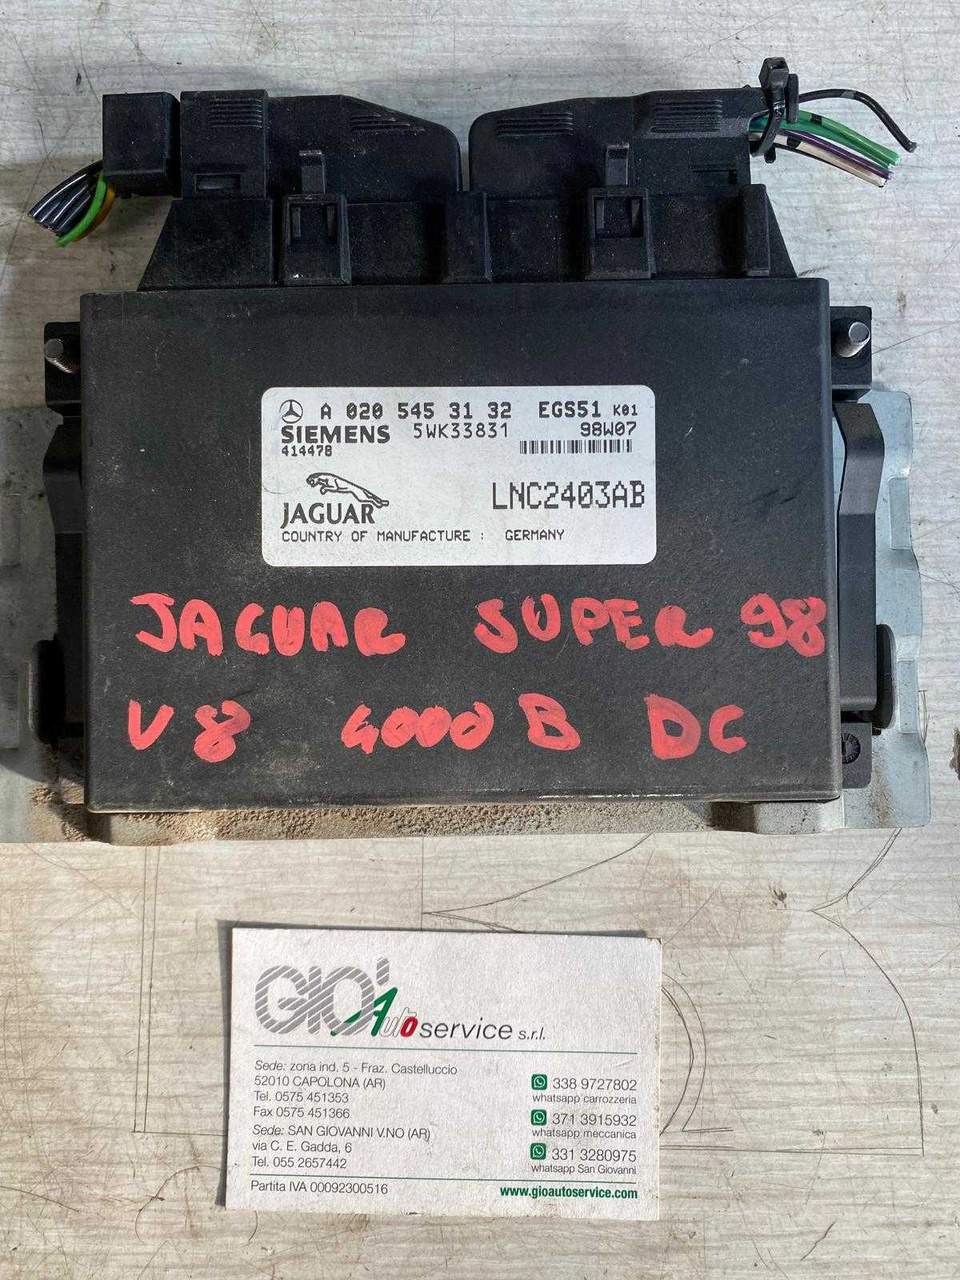 A 020 545 31 32 EGS51 K01
SIEMENS 5WK33831 98W07
414478
JAGUAR LNC2403AB
COUNTRY OF MANUFACTURE : GERMANY
JAGUAR SUPER 98
V8 4000 B DC
GIO' Auto service s.r.l.
Sede: zona ind. 5 - Fraz. Castelluccio
52010 CAPOLONA (AR)
Tel. 0575 451353
Fax 0575 451366
Sede: SAN GIOVANNI V.NO (AR)
via C. E. Gadda, 6
Tel. 055 2657442
Partita IVA 00092300516
338 9727802
whatsapp carrozzeria
371 3915932
whatsapp meccanica
331 3280975
whatsapp San Giovanni
www.gioautoservice.com